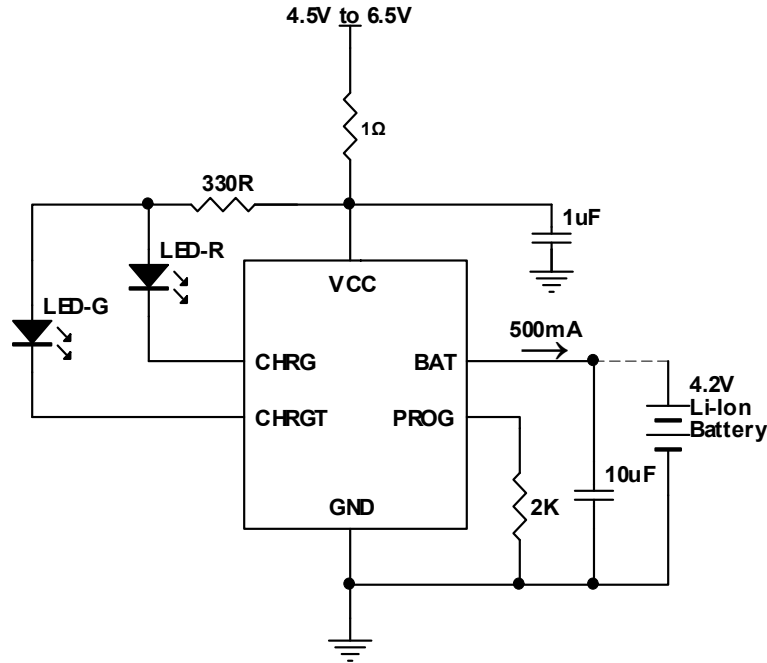 4.5V to 6.5V
1Ω
330R
1uF
LED-R
VCC
LED-G
500mA
CHRG
BAT
4.2V
Li-Ion
Battery
CHRGT
PROG
10uF
GND
2K